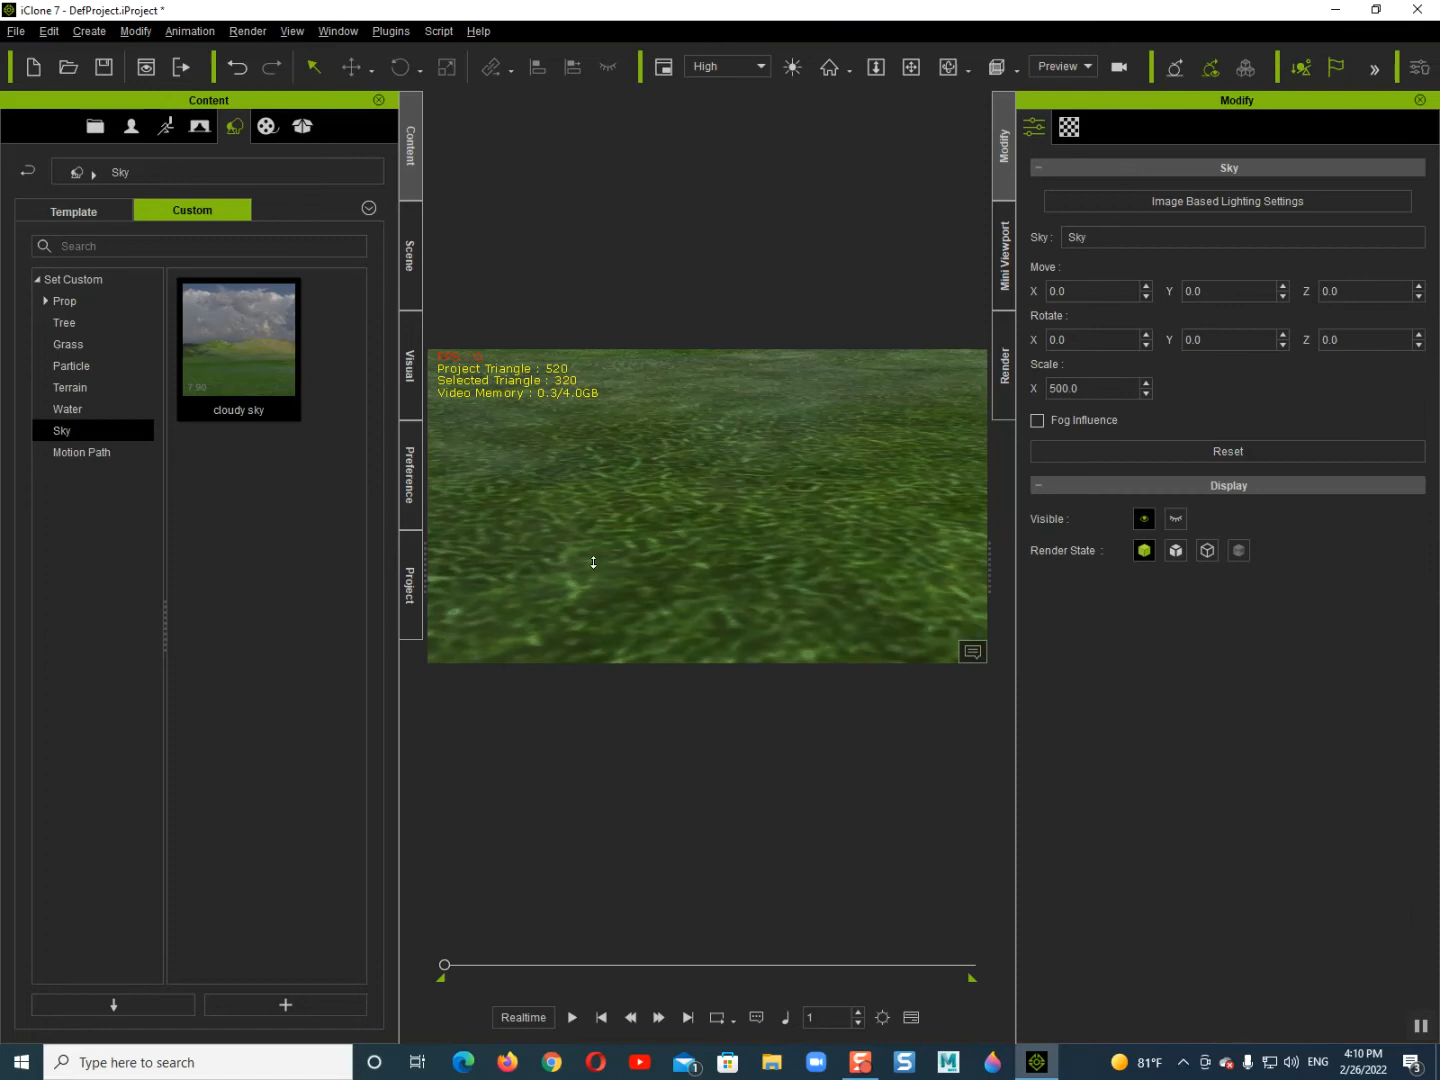 iClone 7 - DefProject.iProject *
File Edit Create Modify Animation Render View Window Plugins Script Help
High
Preview
Content
Modify
Sky
Template
Custom
Search
Set Custom
Prop
Tree
Grass
Particle
Terrain
Water
Sky
Motion Path
7.90
cloudy sky
Content
Scene
Visual
Preference
Project
Project Triangle : 520
Selected Triangle : 320
Video Memory : 0.3/4.0GB
Modify
Mini Viewport
Render
Sky
Image Based Lighting Settings
Sky : Sky
Move :
X 0.0 Y 0.0 Z 0.0
Rotate :
X 0.0 Y 0.0 Z 0.0
Scale :
X 500.0
Fog Influence
Reset
Display
Visible :
Render State :
Realtime
1
Type here to search
1
81°F
ENG
4:10 PM
2/26/2022
3